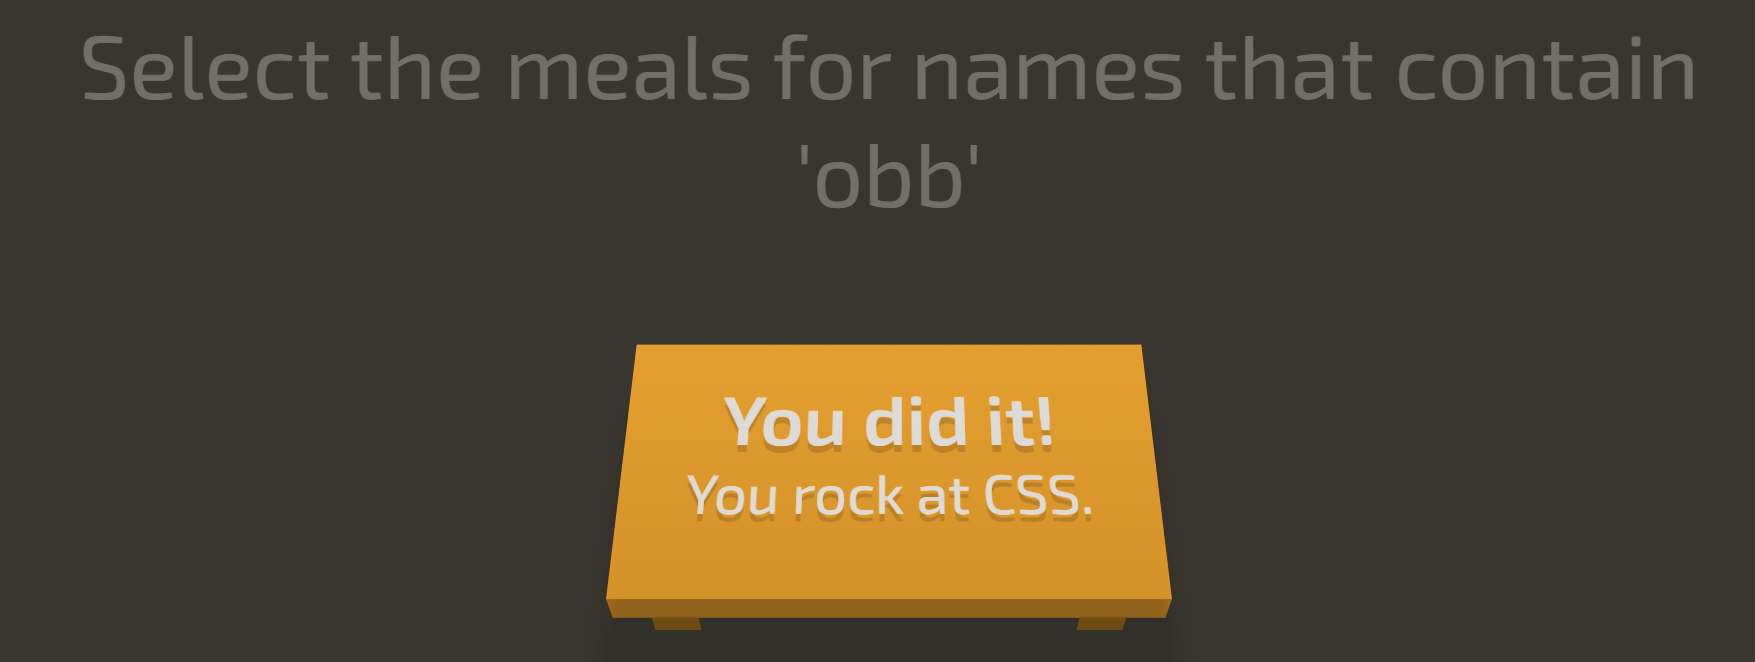 Select the meals for names that contain
'obb'
You did it!
You rock at CSS.